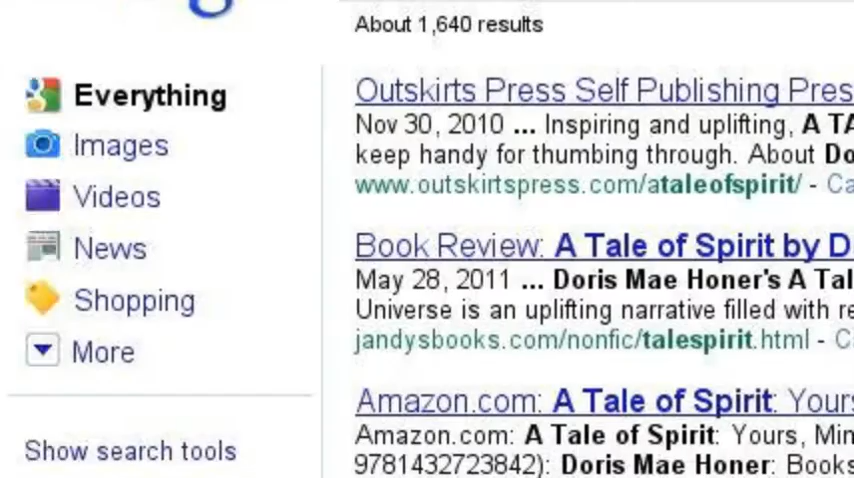 About 1,640 results
Everything
Images
Videos
News
Shopping
More
Show search tools
Outskirts Press Self Publishing Pres
Nov 30, 2010 ... Inspiring and uplifting, A TA
keep handy for thumbing through. About Do
www.outskirtspress.com/ataleofspirit/ - Ca
Book Review: A Tale of Spirit by D
May 28, 2011 ... Doris Mae Honer's A Tal
Universe is an uplifting narrative filled with re
jandysbooks.com/nonfic/talespirit.html - C
Amazon.com: A Tale of Spirit: Yours
Amazon.com: A Tale of Spirit: Yours, Min
9781432723842): Doris Mae Honer: Books